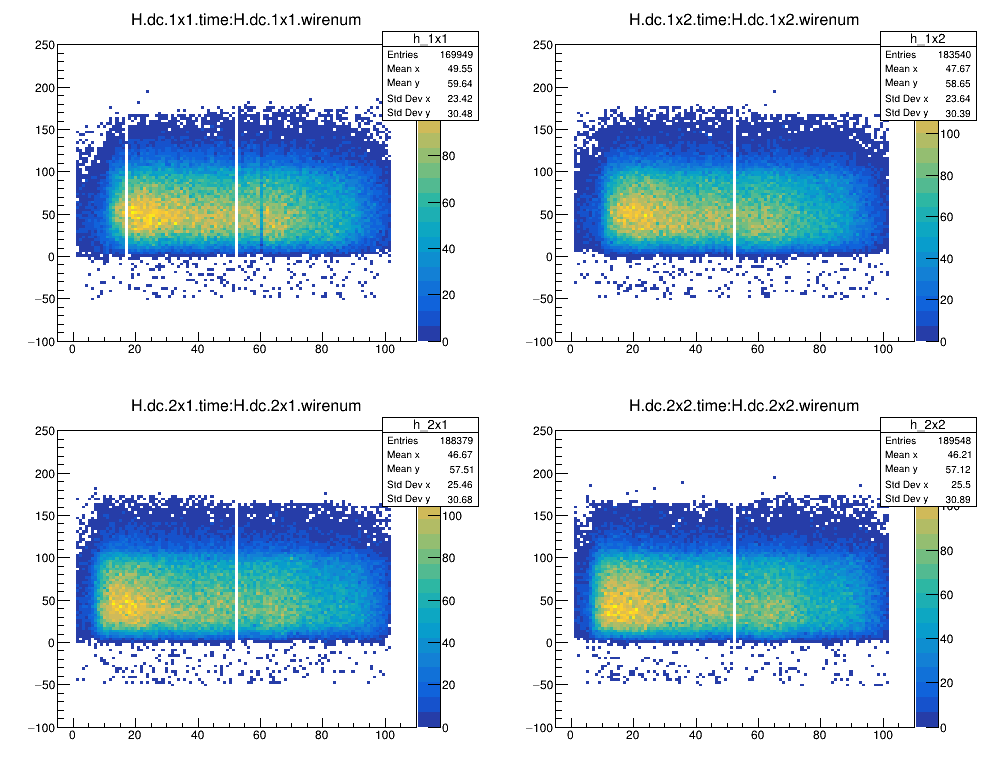 H.dc.1x1.time:H.dc.1x1.wirenum
h_1x1
Entries 169949
Mean x 49.55
Mean y 59.64
Std Dev x 23.42
Std Dev y 30.48
250
200
150
100
50
0
−50
−100
0 20 40 60 80 100
80
60
40
20
0
H.dc.1x2.time:H.dc.1x2.wirenum
h_1x2
Entries 183540
Mean x 47.67
Mean y 58.65
Std Dev x 23.64
Std Dev y 30.39
250
200
150
100
50
0
−50
−100
0 20 40 60 80 100
100
80
60
40
20
0
H.dc.2x1.time:H.dc.2x1.wirenum
h_2x1
Entries 188379
Mean x 46.67
Mean y 57.51
Std Dev x 25.46
Std Dev y 30.68
250
200
150
100
50
0
−50
−100
0 20 40 60 80 100
100
80
60
40
20
0
H.dc.2x2.time:H.dc.2x2.wirenum
h_2x2
Entries 189548
Mean x 46.21
Mean y 57.12
Std Dev x 25.5
Std Dev y 30.89
250
200
150
100
50
0
−50
−100
0 20 40 60 80 100
100
80
60
40
20
0